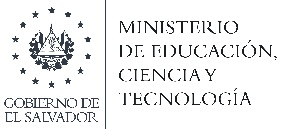 GOBIERNO DE
EL SALVADOR
MINISTERIO
DE EDUCACIÓN,
CIENCIA Y
TECNOLOGÍA